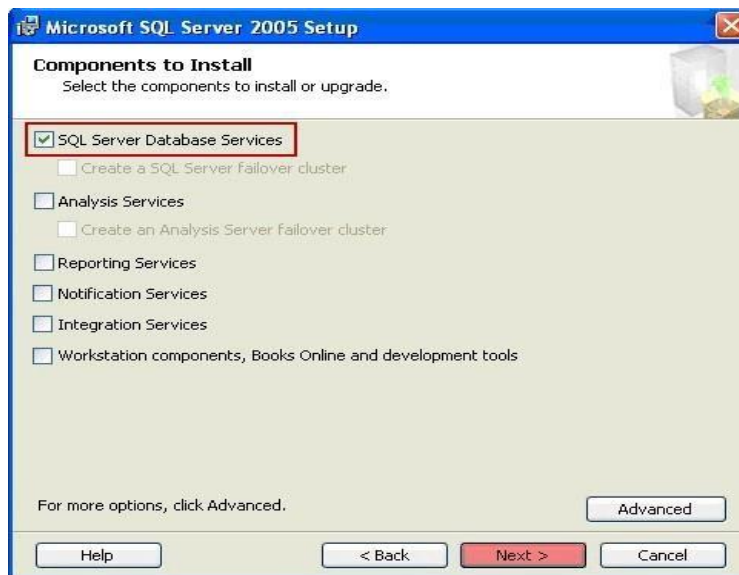 Microsoft SQL Server 2005 Setup
Components to Install
Select the components to install or upgrade.
SQL Server Database Services
Create a SQL Server failover cluster
Analysis Services
Create an Analysis Server failover cluster
Reporting Services
Notification Services
Integration Services
Workstation components, Books Online and development tools
For more options, click Advanced.
Advanced
Help
< Back
Next >
Cancel